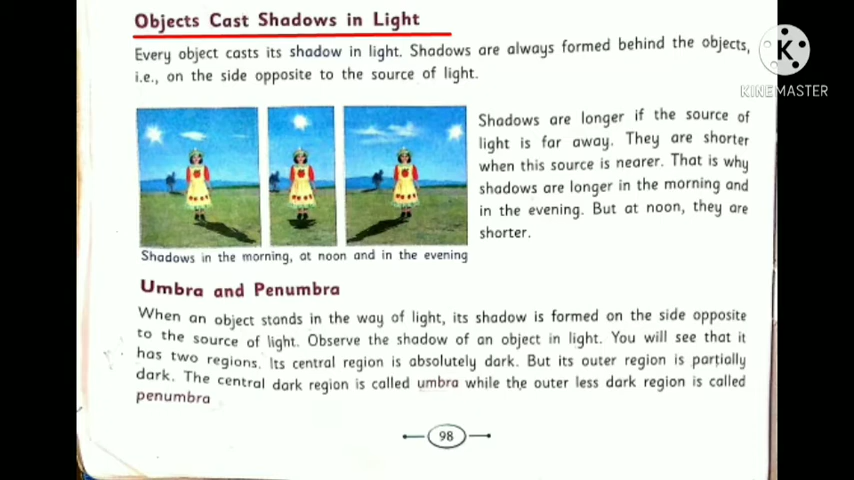 Objects Cast Shadows in Light
Every object casts its shadow in light. Shadows are always formed behind the objects,
i.e., on the side opposite to the source of light.
Shadows are longer if the source of
light is far away. They are shorter
when this source is nearer. That is why
shadows are longer in the morning and
in the evening. But at noon, they are
shorter.
Shadows in the morning, at noon and in the evening
Umbra and Penumbra
When an object stands in the way of light, its shadow is formed on the side opposite
to the source of light. Observe the shadow of an object in light. You will see that it
has two regions. Its central region is absolutely dark. But its outer region is partially
dark. The central dark region is called umbra while the outer less dark region is called
penumbra
98
K
KINEMASTER